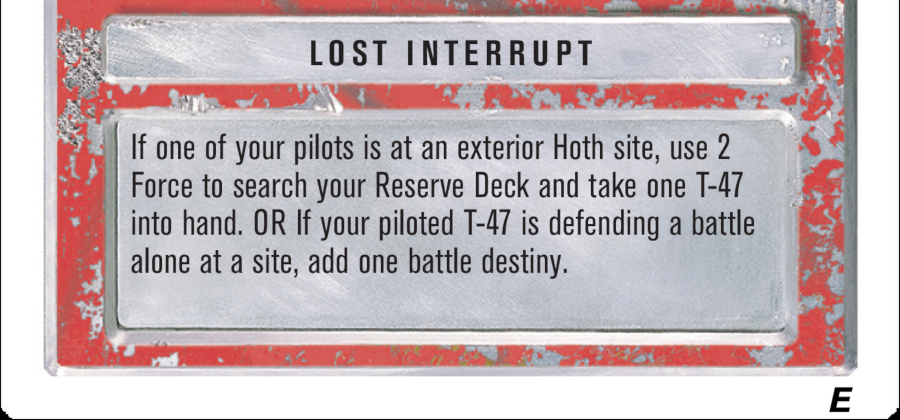 LOST INTERRUPT
If one of your pilots is at an exterior Hoth site, use 2
Force to search your Reserve Deck and take one T-47
into hand. OR If your piloted T-47 is defending a battle
alone at a site, add one battle destiny.
E